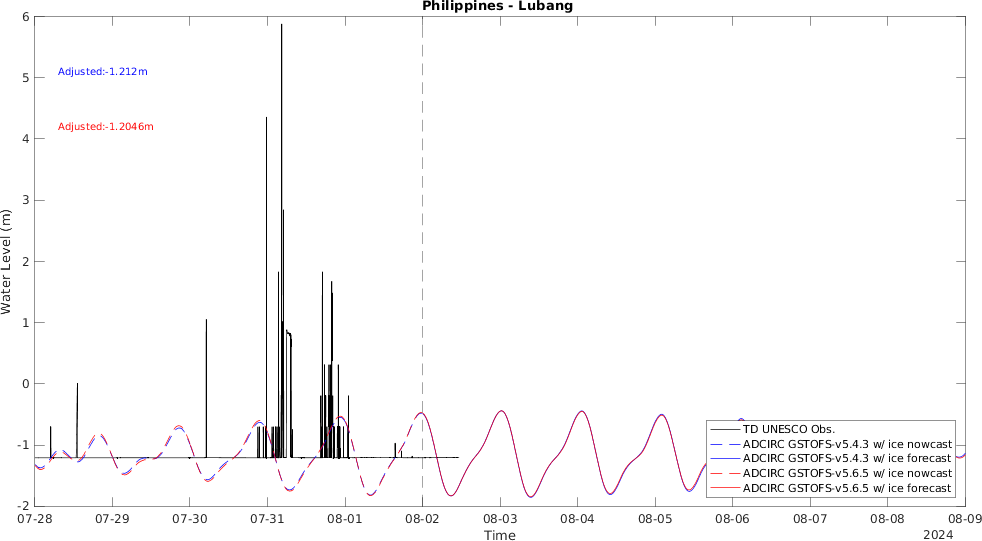 Philippines - Lubang
Water Level (m)
6
5
4
3
2
1
0
-1
-2
Adjusted:-1.212m
Adjusted:-1.2046m
TD UNESCO Obs.
ADCIRC GSTOFS-v5.4.3 w/ ice nowcast
ADCIRC GSTOFS-v5.4.3 w/ ice forecast
ADCIRC GSTOFS-v5.6.5 w/ ice nowcast
ADCIRC GSTOFS-v5.6.5 w/ ice forecast
07-28 07-29 07-30 07-31 08-01 08-02 08-03 08-04 08-05 08-06 08-07 08-08 08-09
Time
2024